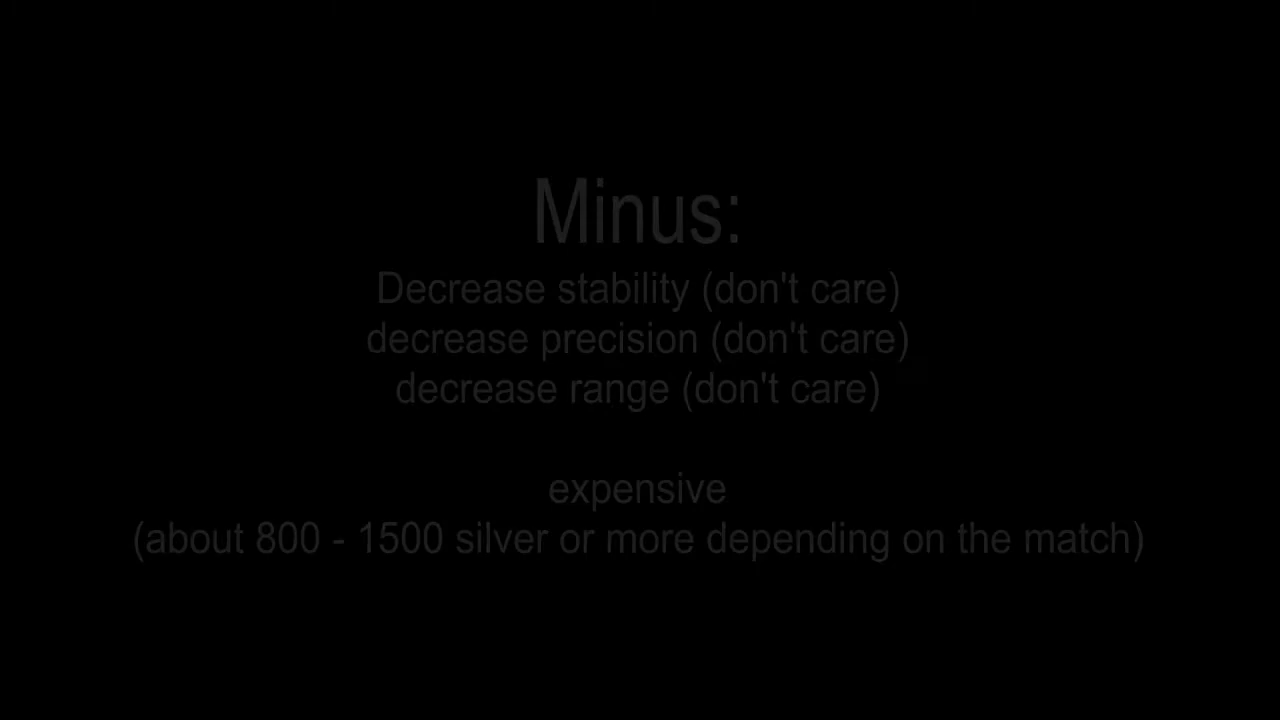 Minus:
Decrease stability (don't care)
decrease precision (don't care)
decrease range (don't care)
expensive
(about 800 - 1500 silver or more depending on the match)